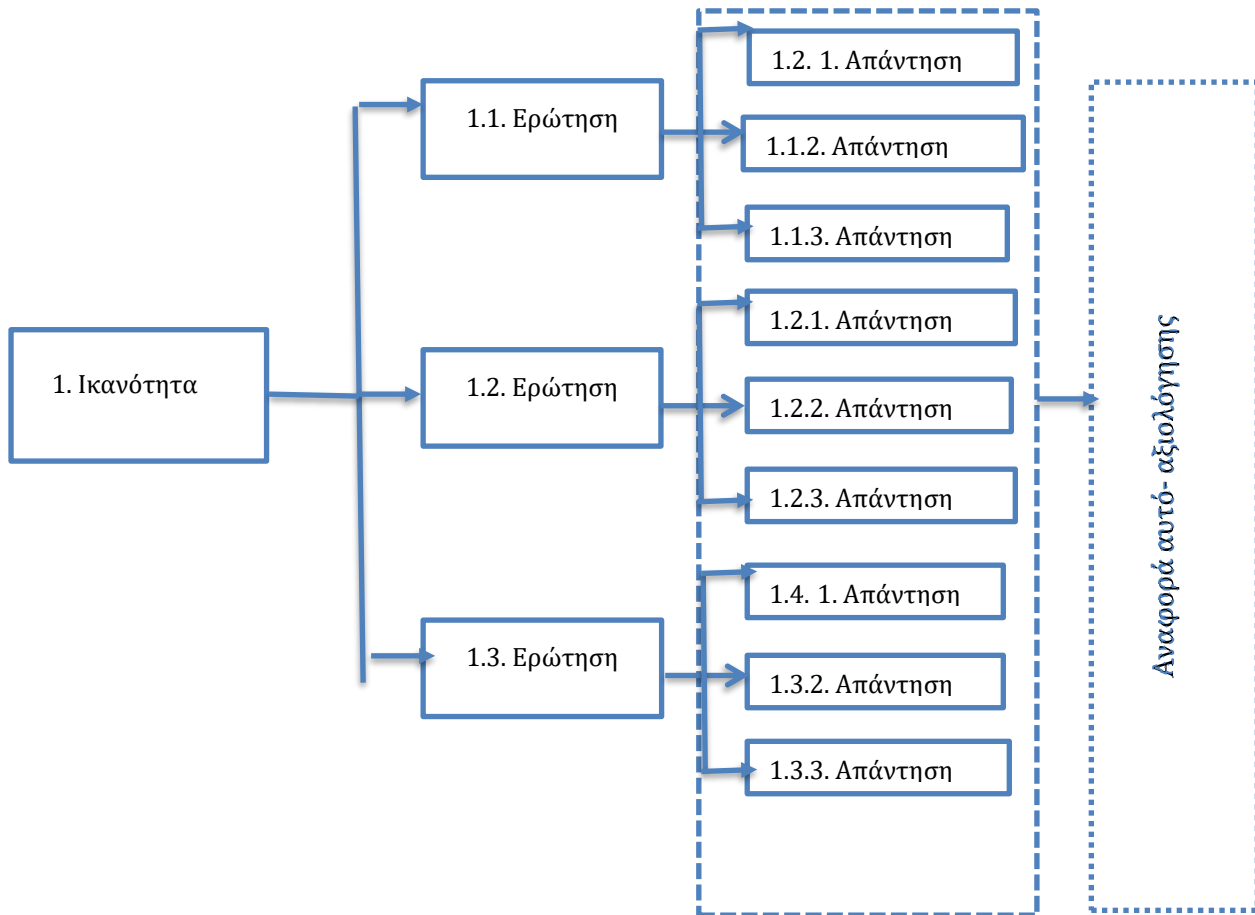 1. Ικανότητα
1.1. Ερώτηση
1.2. 1. Απάντηση
1.1.2. Απάντηση
1.1.3. Απάντηση
1.2. Ερώτηση
1.2.1. Απάντηση
1.2.2. Απάντηση
1.2.3. Απάντηση
1.3. Ερώτηση
1.4. 1. Απάντηση
1.3.2. Απάντηση
1.3.3. Απάντηση
Αναφορά αυτό- αξιολόγησης